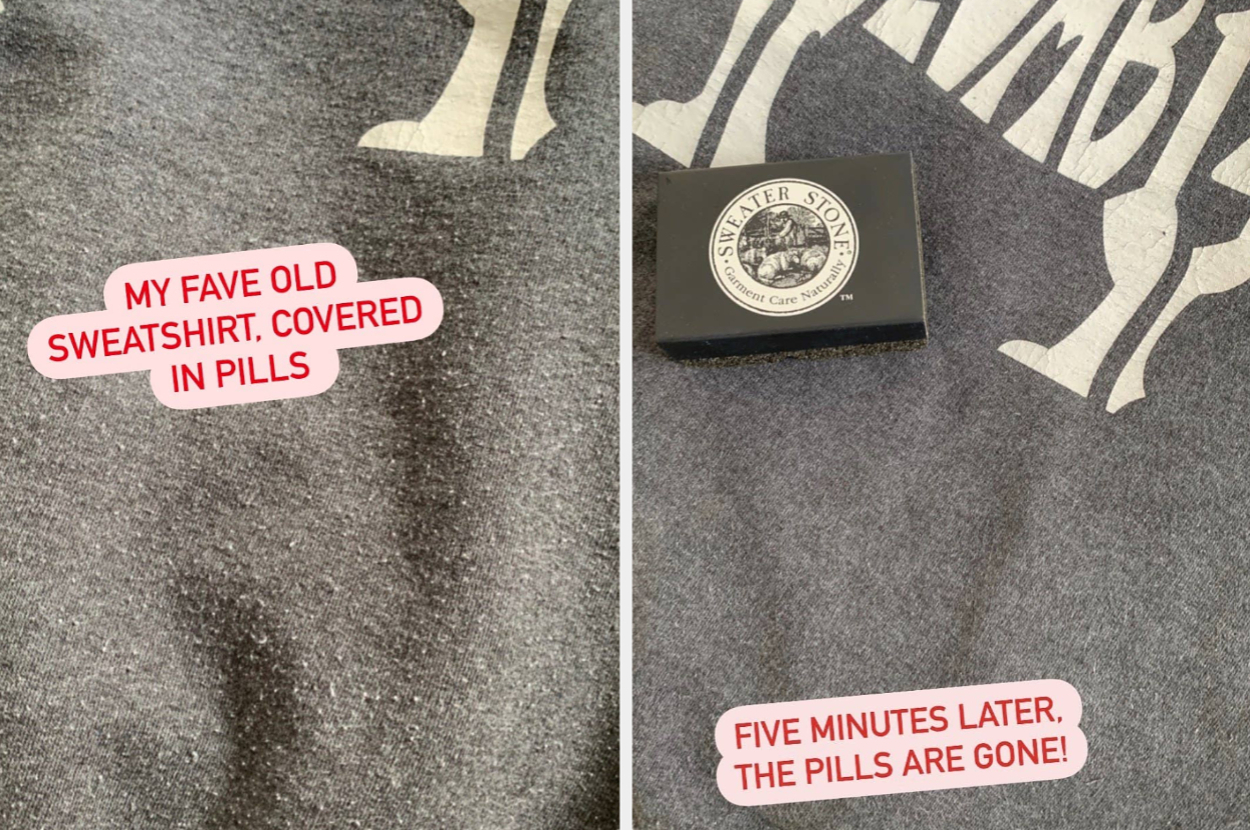 MY FAVE OLD
SWEATSHIRT, COVERED
IN PILLS
SWEATER STONE®
Garment Care Naturally
TM
FIVE MINUTES LATER,
THE PILLS ARE GONE!